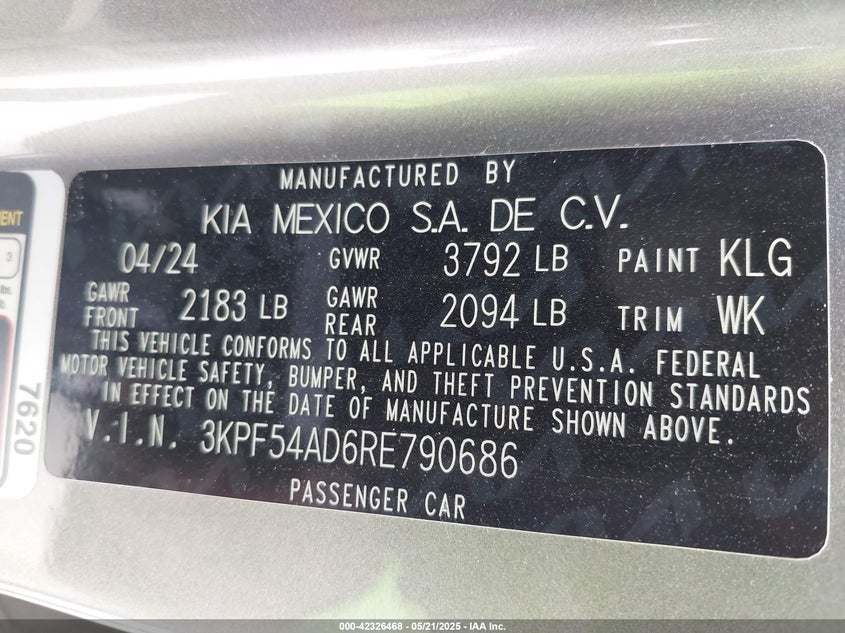 MANUFACTURED BY
KIA MEXICO S.A. DE C.V.
04/24 GVWR 3792 LB PAINT KLG
GAWR FRONT 2183 LB GAWR REAR 2094 LB TRIM WK
THIS VEHICLE CONFORMS TO ALL APPLICABLE U.S.A. FEDERAL
MOTOR VEHICLE SAFETY, BUMPER, AND THEFT PREVENTION STANDARDS
IN EFFECT ON THE DATE OF MANUFACTURE SHOWN ABOVE.
V.I.N. 3KPF54AD6RE790686
PASSENGER CAR
3
7620
000-42326468 - 05/21/2025 - IAA Inc.